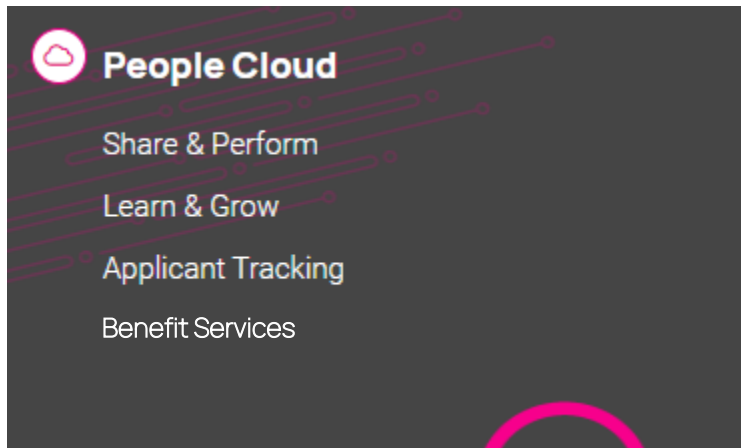 People Cloud
Share & Perform
Learn & Grow
Applicant Tracking
Benefit Services